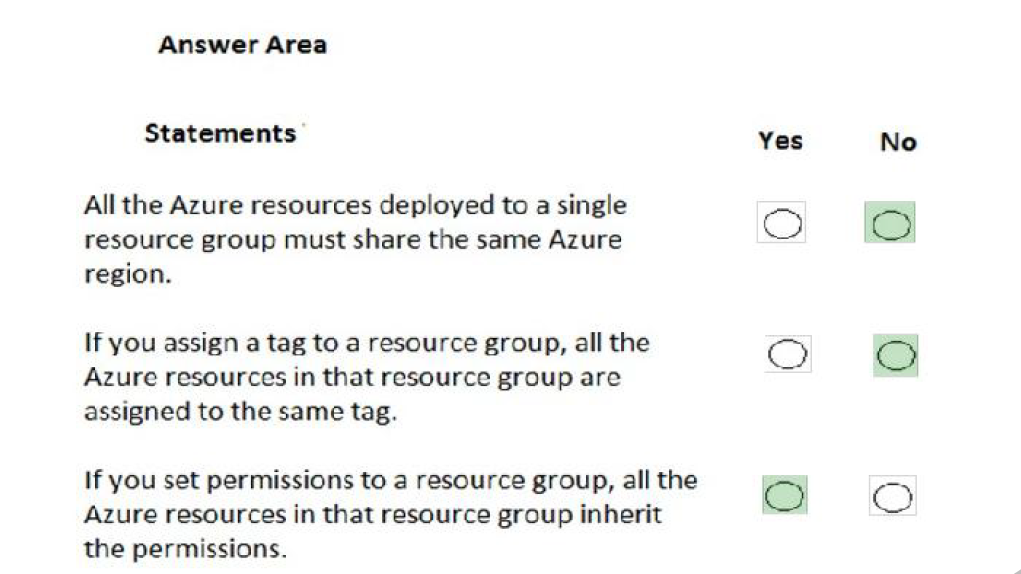 Answer Area
Statements
Yes No
All the Azure resources deployed to a single
resource group must share the same Azure
region.
If you assign a tag to a resource group, all the
Azure resources in that resource group are
assigned to the same tag.
If you set permissions to a resource group, all the
Azure resources in that resource group inherit
the permissions.